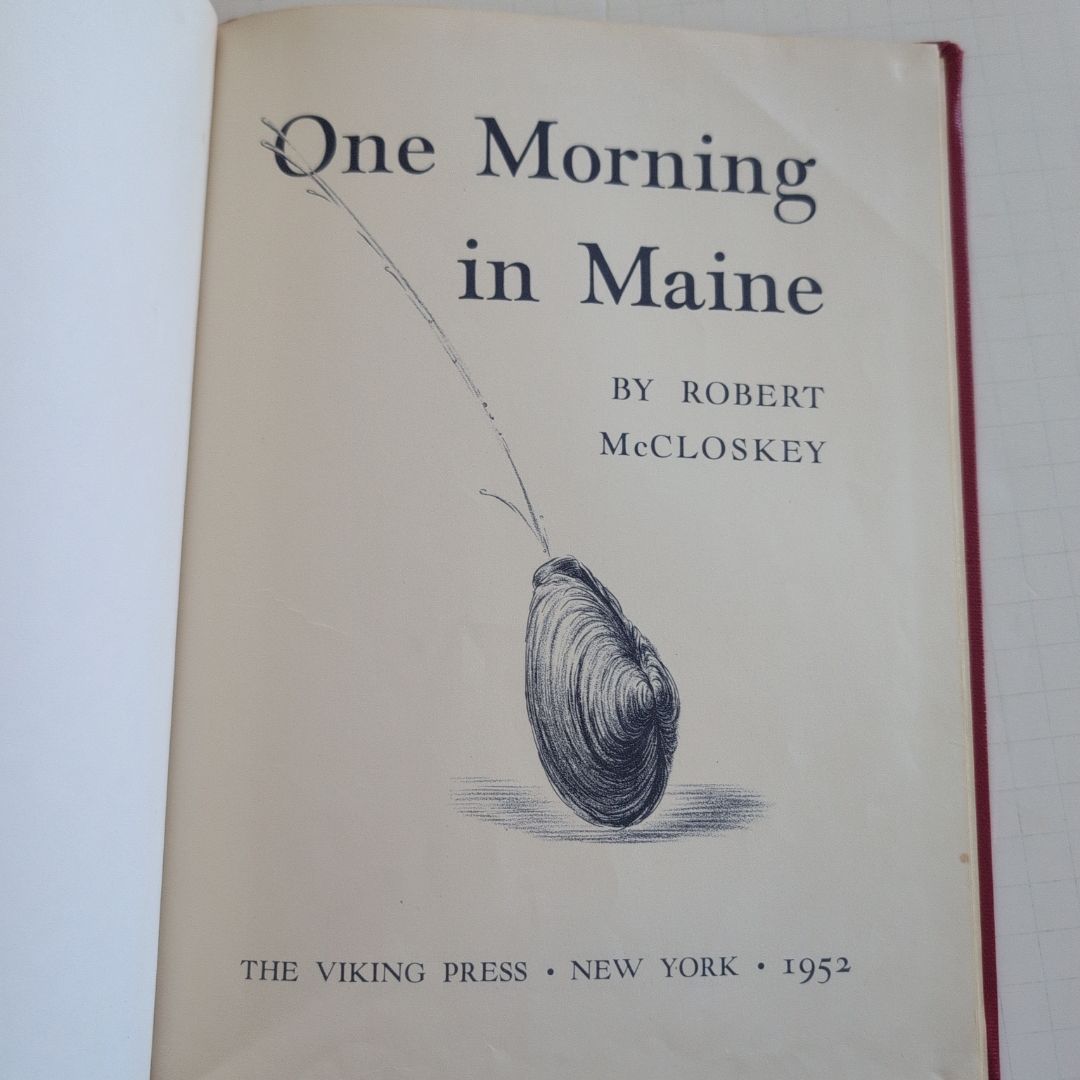 One Morning
in Maine
BY ROBERT
McCLOSKEY
THE VIKING PRESS • NEW YORK • 1952